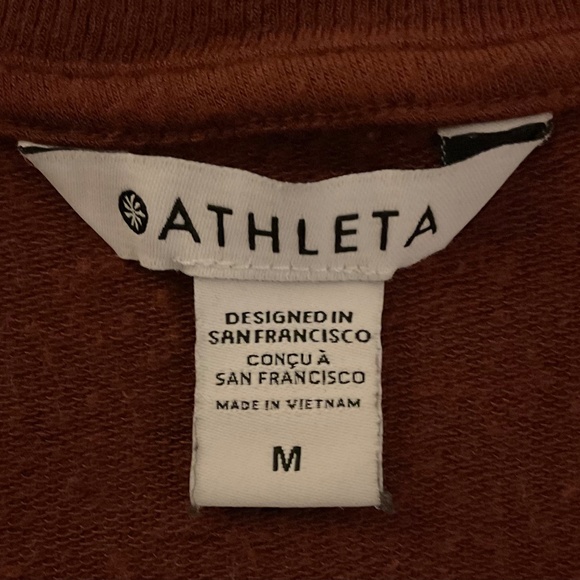 ATHLETA
DESIGNED IN
SAN FRANCISCO
CONÇU À
SAN FRANCISCO
MADE IN VIETNAM
M